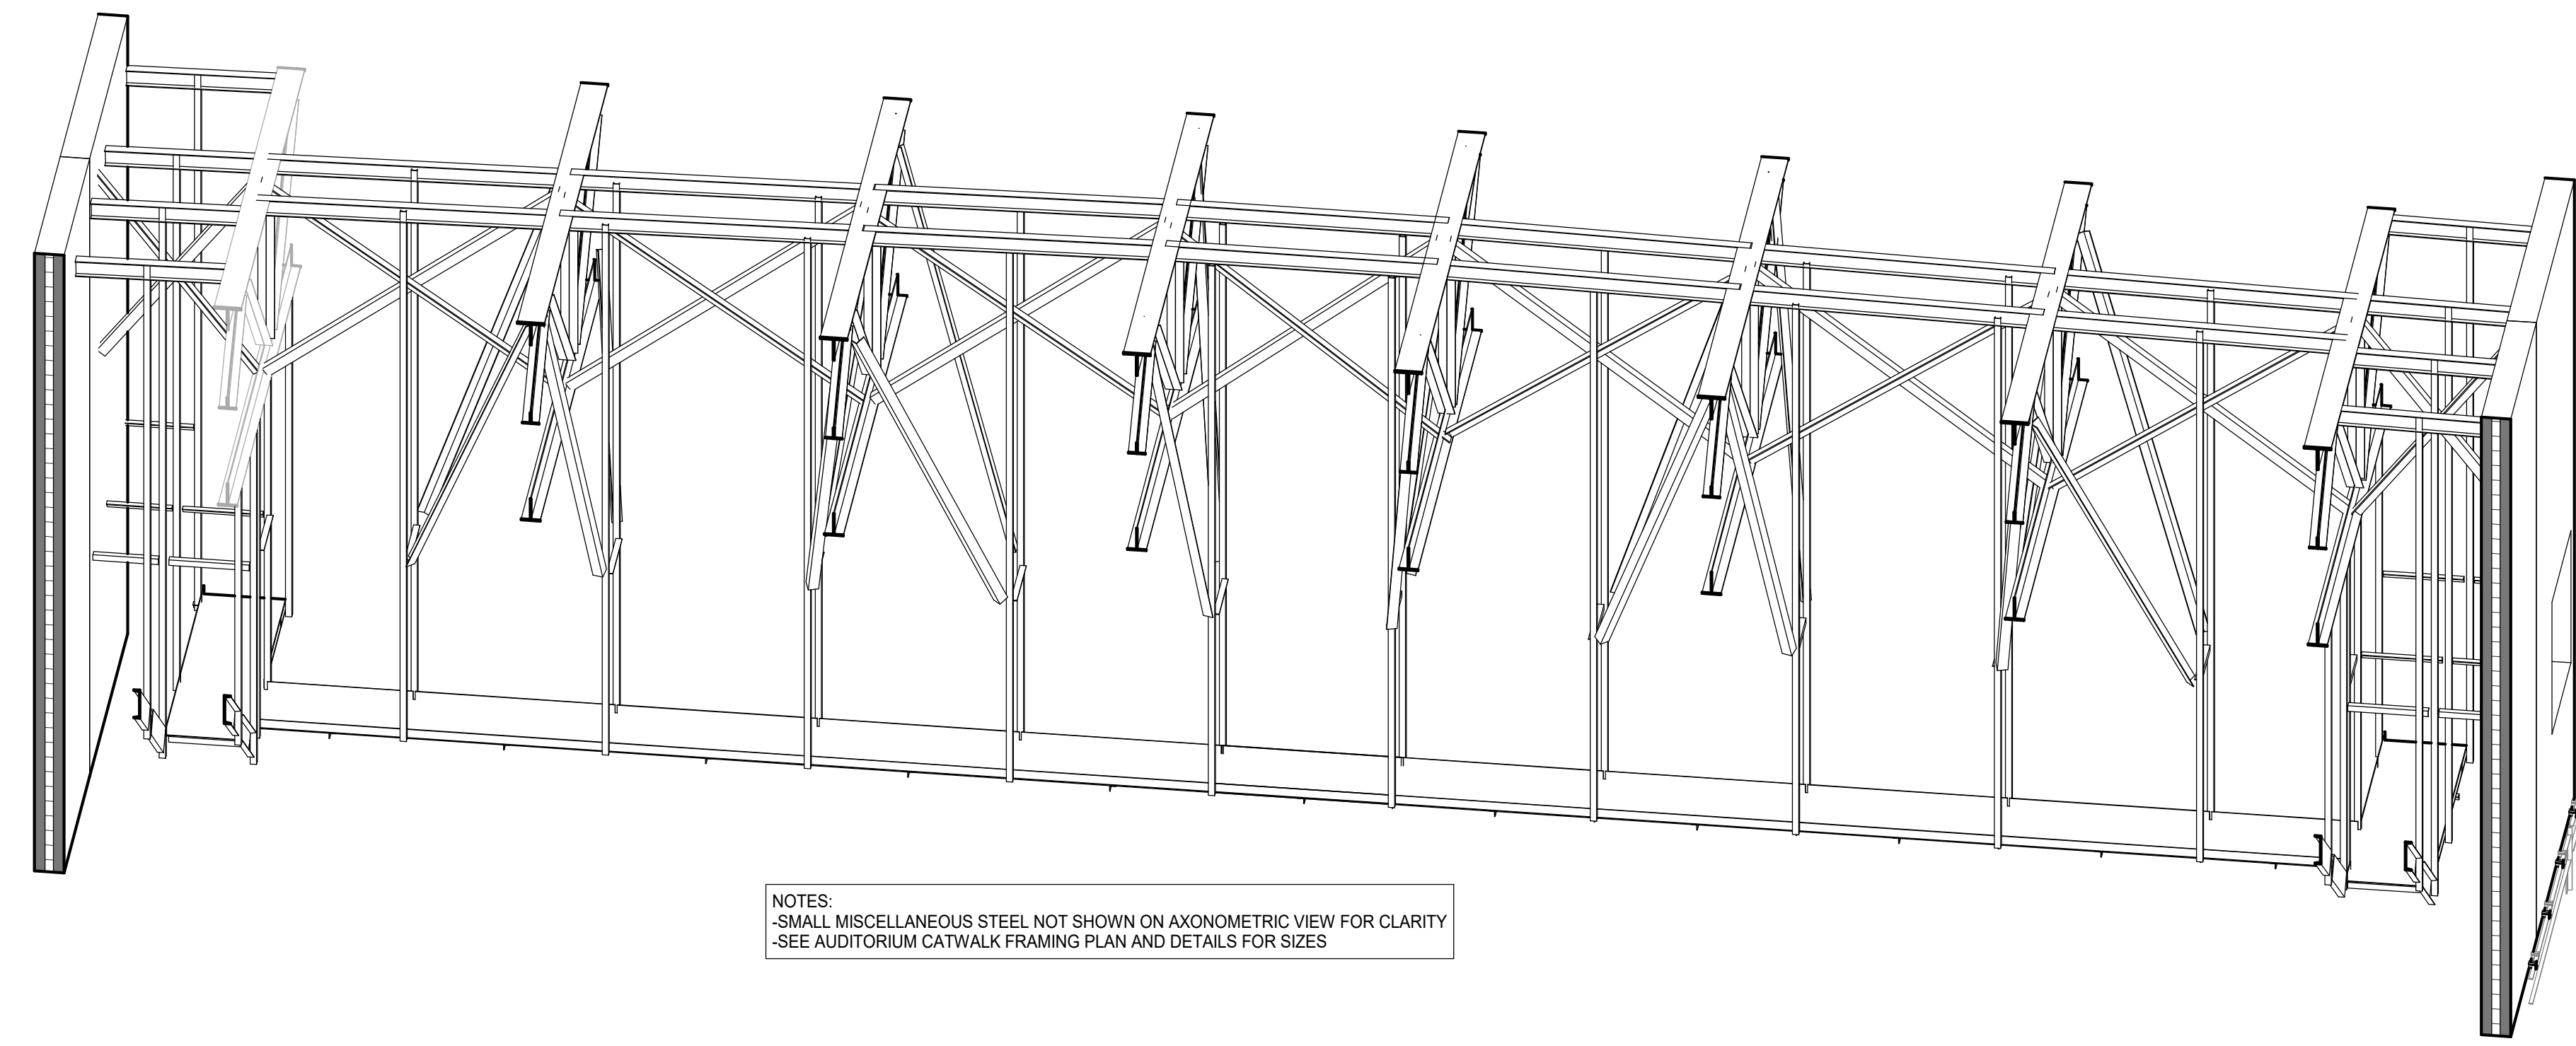 NOTES:
-SMALL MISCELLANEOUS STEEL NOT SHOWN ON AXONOMETRIC VIEW FOR CLARITY
-SEE AUDITORIUM CATWALK FRAMING PLAN AND DETAILS FOR SIZES